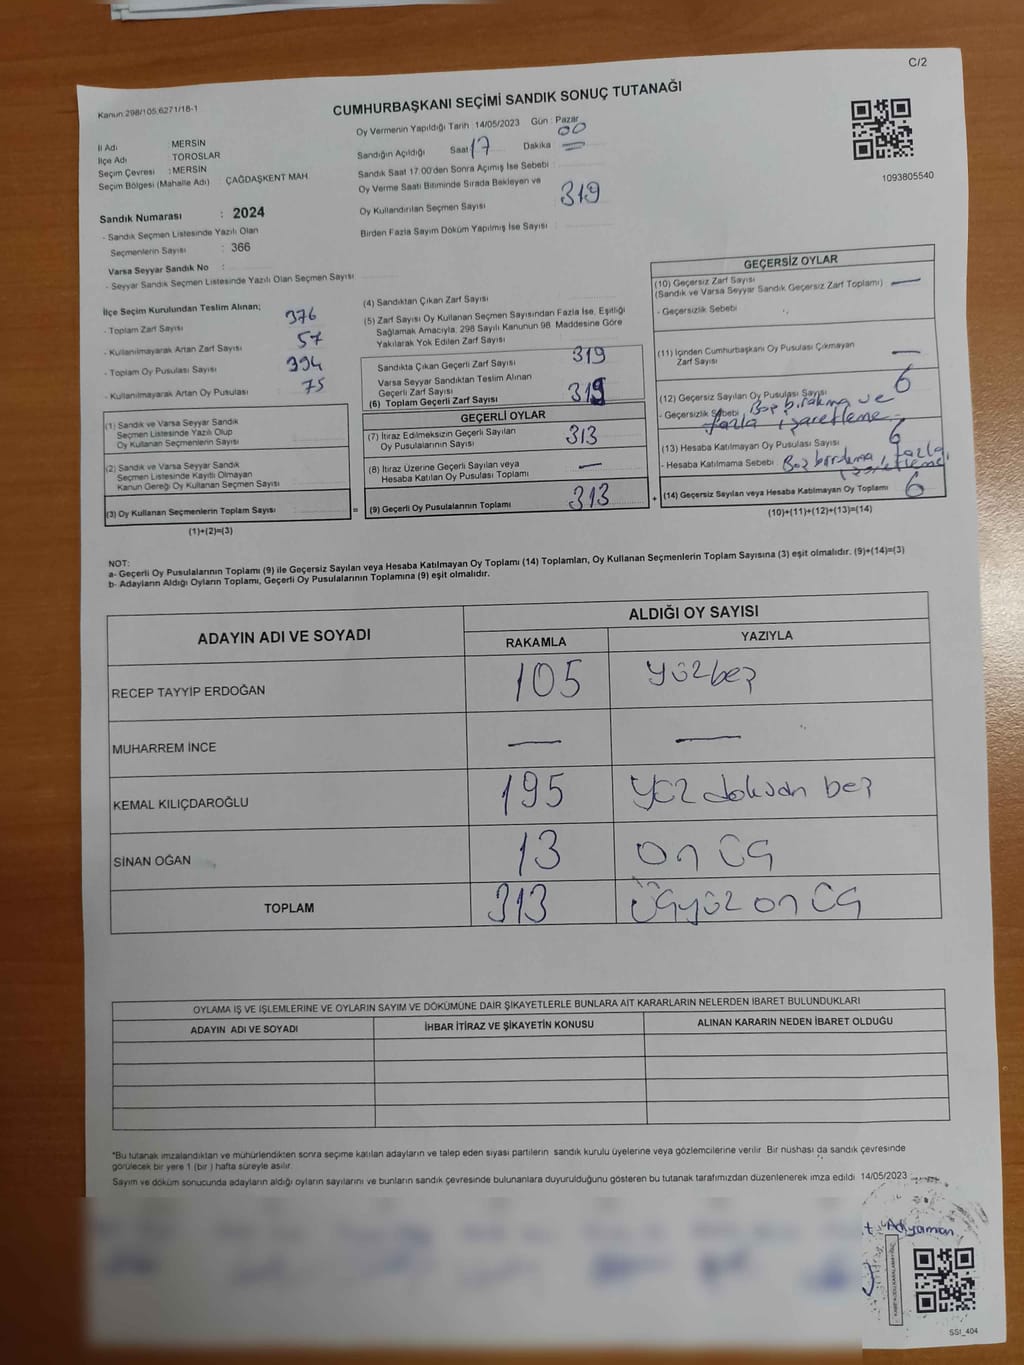 C/2
Kanun:298/105;6271/18-1
CUMHURBAŞKANI SEÇİMİ SANDIK SONUÇ TUTANAĞI
İl Adı : MERSİN
İlçe Adı : TOROSLAR
Seçim Çevresi : MERSİN
Seçim Bölgesi (Mahalle Adı) ÇAĞDAŞKENT MAH
Oy Vermenin Yapıldığı Tarih : 14/05/2023 Gün : Pazar
Sandığın Açıldığı Saat 17 Dakika 00
Sandık Saat 17.00'den Sonra Açımış İse Sebebi
Oy Verme Saati Bitiminde Sırada Bekleyen ve
Oy Kullandırılan Seçmen Sayısı 319
Birden Fazla Sayım Döküm Yapılmış İse Sayısı
1093805540
Sandık Numarası : 2024
- Sandık Seçmen Listesinde Yazılı Olan
Seçmenlerin Sayısı : 366
Varsa Seyyar Sandık No :
- Seyyar Sandık Seçmen Listesinde Yazılı Olan Seçmen Sayısı
İlçe Seçim Kurulundan Teslim Alınan;
- Toplam Zarf Sayısı 376
- Kullanılmayarak Artan Zarf Sayısı 57
- Toplam Oy Pusulası Sayısı 394
- Kullanılmayarak Artan Oy Pusulası 75
(1) Sandık ve Varsa Seyyar Sandık
Seçmen Listesinde Yazılı Olup
Oy Kullanan Seçmenlerin Sayısı
(2) Sandık ve Varsa Seyyar Sandık
Seçmen Listesinde Kayıtlı Olmayan
Kanun Gereği Oy Kullanan Seçmen Sayısı
(3) Oy Kullanan Seçmenlerin Toplam Sayısı =
(1)+(2)=(3)
(4) Sandıktan Çıkan Zarf Sayısı
(5) Zarf Sayısı Oy Kullanan Seçmen Sayısından Fazla İse, Eşitliği
Sağlamak Amacıyla; 298 Sayılı Kanunun 98. Maddesine Göre
Yakılarak Yok Edilen Zarf Sayısı
Sandıkta Çıkan Geçerli Zarf Sayısı 319
Varsa Seyyar Sandıktan Teslim Alınan
Geçerli Zarf Sayısı
(6) Toplam Geçerli Zarf Sayısı 319
GEÇERLİ OYLAR
(7) İtiraz Edilmeksizin Geçerli Sayılan
Oy Pusulalarının Sayısı 313
(8) İtiraz Üzerine Geçerli Sayılan veya
Hesaba Katılan Oy Pusulası Toplamı —
(9) Geçerli Oy Pusulalarının Toplamı 313 +
GEÇERSİZ OYLAR
(10) Geçersiz Zarf Sayısı
(Sandık ve Varsa Seyyar Sandık Geçersiz Zarf Toplamı) —
- Geçersizlik Sebebi
(11) İçinden Cumhurbaşkanı Oy Pusulası Çıkmayan
Zarf Sayısı —
(12) Geçersiz Sayılan Oy Pusulası Sayısı 6
- Geçersizlik Sebebi Boş bırakma ve
fazla işaretleme
(13) Hesaba Katılmayan Oy Pusulası Sayısı 6
- Hesaba Katılmama Sebebi Boş bırakma, fazla
işaretleme
(14) Geçersiz Sayılan veya Hesaba Katılmayan Oy Toplamı 6
(10)+(11)+(12)+(13)=(14)
NOT:
a- Geçerli Oy Pusulalarının Toplamı (9) ile Geçersiz Sayılan veya Hesaba Katılmayan Oy Toplamı (14) Toplamları, Oy Kullanan Seçmenlerin Toplam Sayısına (3) eşit olmalıdır. (9)+(14)=(3)
b- Adayların Aldığı Oyların Toplamı, Geçerli Oy Pusulalarının Toplamına (9) eşit olmalıdır.
ADAYIN ADI VE SOYADI
ALDIĞI OY SAYISI
RAKAMLA YAZIYLA
RECEP TAYYİP ERDOĞAN 105 yüzbeş
MUHARREM İNCE — —
KEMAL KILIÇDAROĞLU 195 yüz doksan beş
SİNAN OĞAN 13 on üç
TOPLAM 313 üçyüz on üç
OYLAMA İŞ VE İŞLEMLERİNE VE OYLARIN SAYIM VE DÖKÜMÜNE DAİR ŞİKAYETLERLE BUNLARA AİT KARARLARIN NELERDEN İBARET BULUNDUKLARI
ADAYIN ADI VE SOYADI İHBAR İTİRAZ VE ŞİKAYETİN KONUSU ALINAN KARARIN NEDEN İBARET OLDUĞU
*Bu tutanak imzalandıktan ve mühürlendikten sonra seçime katılan adayların ve talep eden siyasi partilerin sandık kurulu üyelerine veya gözlemcilerine verilir. Bir nüshası da sandık çevresinde
görülecek bir yere 1 (bir) hafta süreyle asılır.
Sayım ve döküm sonucunda adayların aldığı oyların sayılarını ve bunların sandık çevresinde bulunanlara duyurulduğunu gösteren bu tutanak tarafımızdan düzenlenerek imza edildi 14/05/2023
Adıyaman
SSI_404